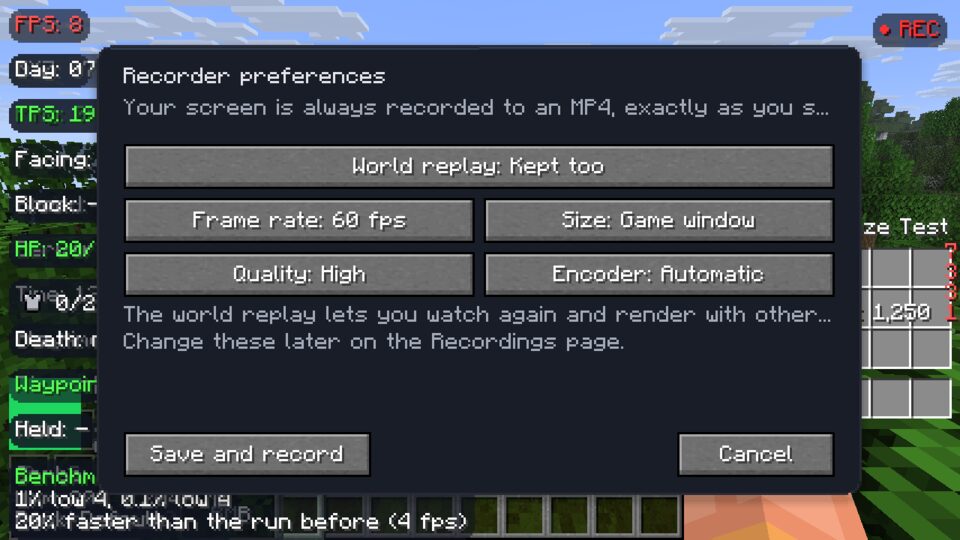 FPS: 8
REC
Day: 07
Recorder preferences
Your screen is always recorded to an MP4, exactly as you s...
TPS: 19
Facing:
World replay: Kept too
Block: -
Frame rate: 60 fps
Size: Game window
ze Test
HP: 20/
Quality: High
Encoder: Automatic
0/2
The world replay lets you watch again and render with other...
1,250
Death:
Change these later on the Recordings page.
Waypoin
Held: -
Save and record
Cancel
Benchm
1% low 4, 0.1% low 4
20% faster than the run before (4 fps)